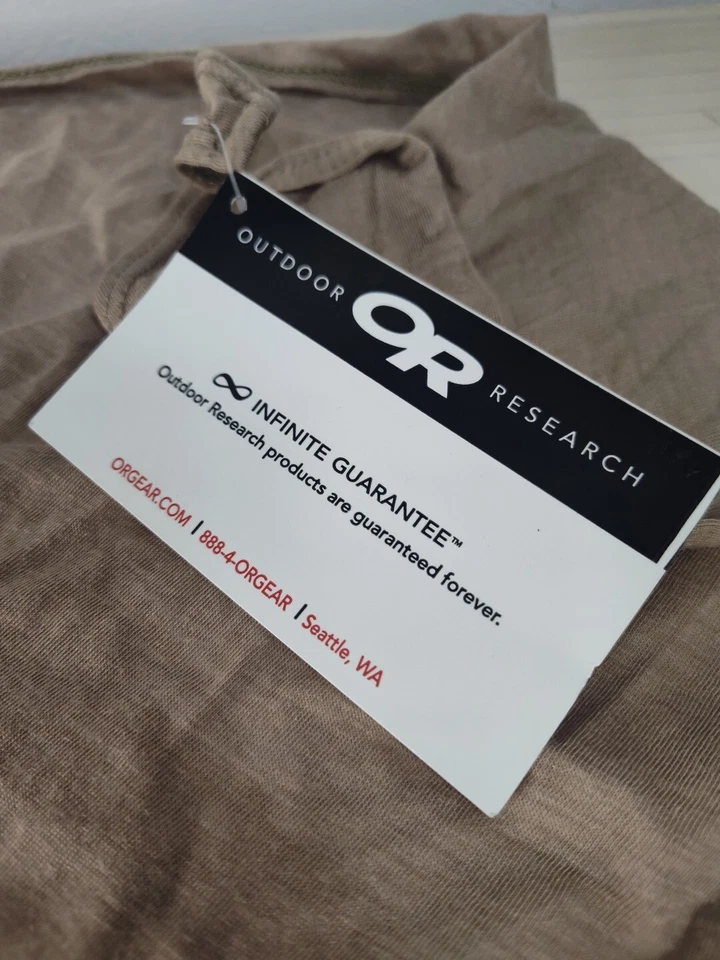 OUTDOOR OR RESEARCH
∞ INFINITE GUARANTEE™
Outdoor Research products are guaranteed forever.
ORGEAR.COM | 888-4-ORGEAR | Seattle, WA